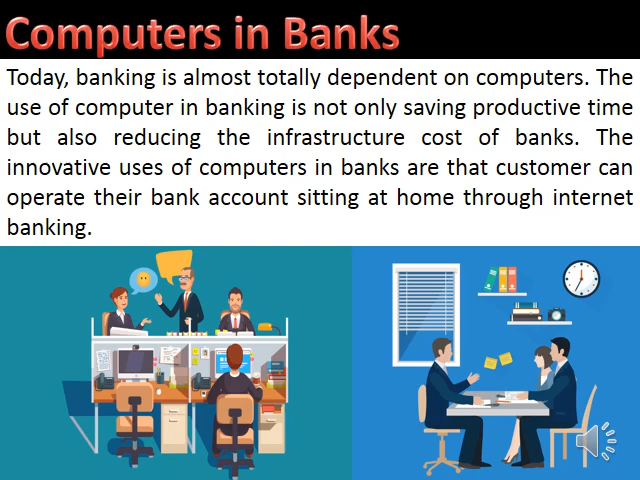 Computers in Banks
Today, banking is almost totally dependent on computers. The
use of computer in banking is not only saving productive time
but also reducing the infrastructure cost of banks. The
innovative uses of computers in banks are that customer can
operate their bank account sitting at home through internet
banking.